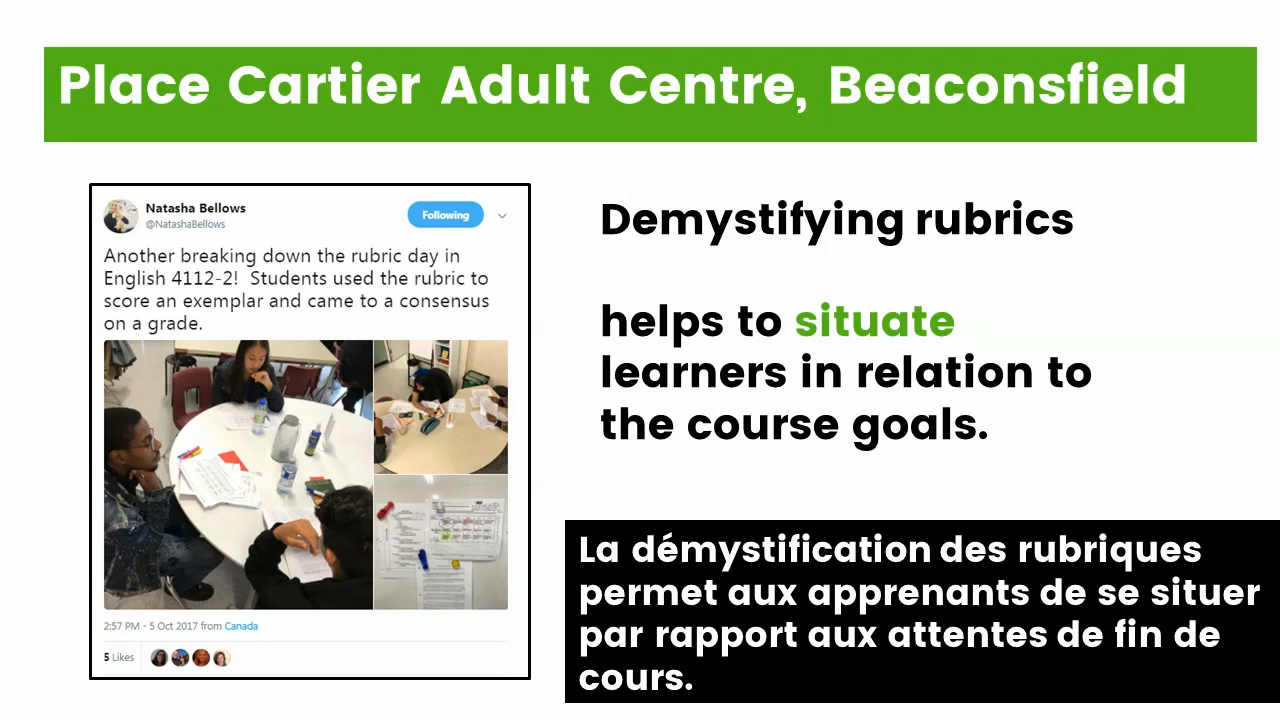 Place Cartier Adult Centre, Beaconsfield
Natasha Bellows
@NatashaBellows
Following
Another breaking down the rubric day in
English 4112-2! Students used the rubric to
score an exemplar and came to a consensus
on a grade.
2:57 PM - 5 Oct 2017 from Canada
5 Likes
Demystifying rubrics
helps to situate
learners in relation to
the course goals.
La démystification des rubriques
permet aux apprenants de se situer
par rapport aux attentes de fin de
cours.